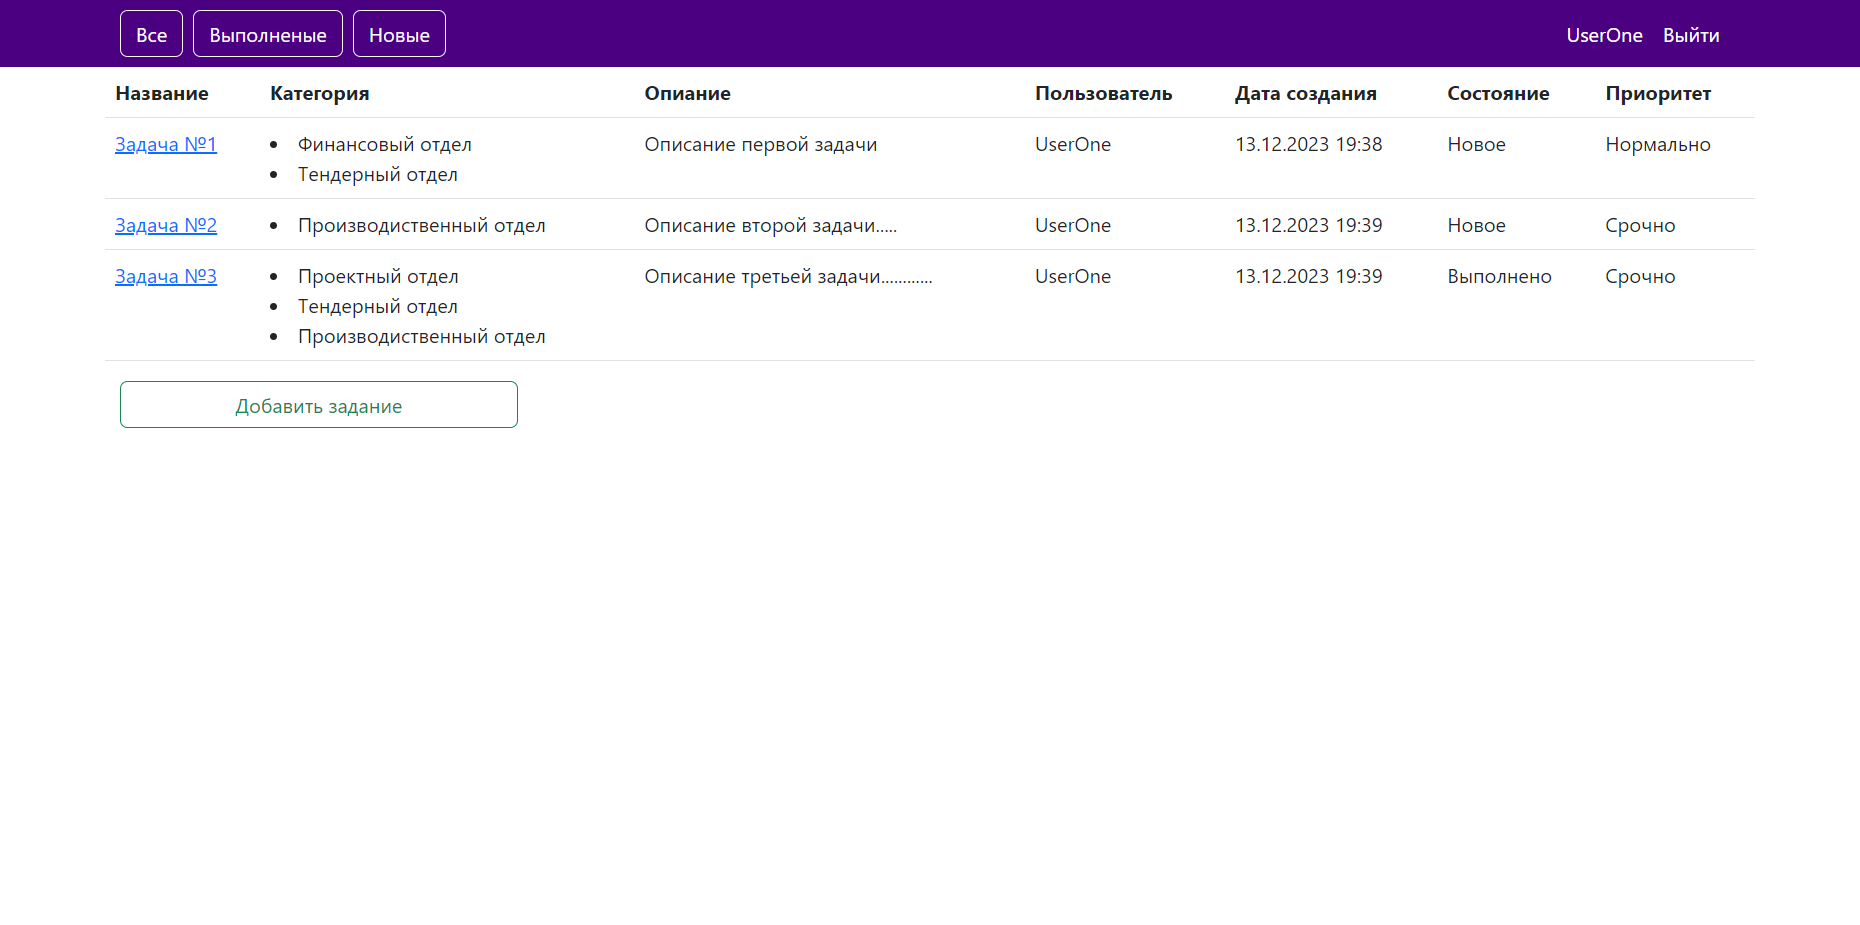 Все Выполненые Новые UserOne Выйти
Название Категория Опиание Пользователь Дата создания Состояние Приоритет
Задача №1 Финансовый отдел Описание первой задачи UserOne 13.12.2023 19:38 Новое Нормально
Тендерный отдел
Задача №2 Производиственный отдел Описание второй задачи..... UserOne 13.12.2023 19:39 Новое Срочно
Задача №3 Проектный отдел Описание третьей задачи............ UserOne 13.12.2023 19:39 Выполнено Срочно
Тендерный отдел
Производиственный отдел
Добавить задание